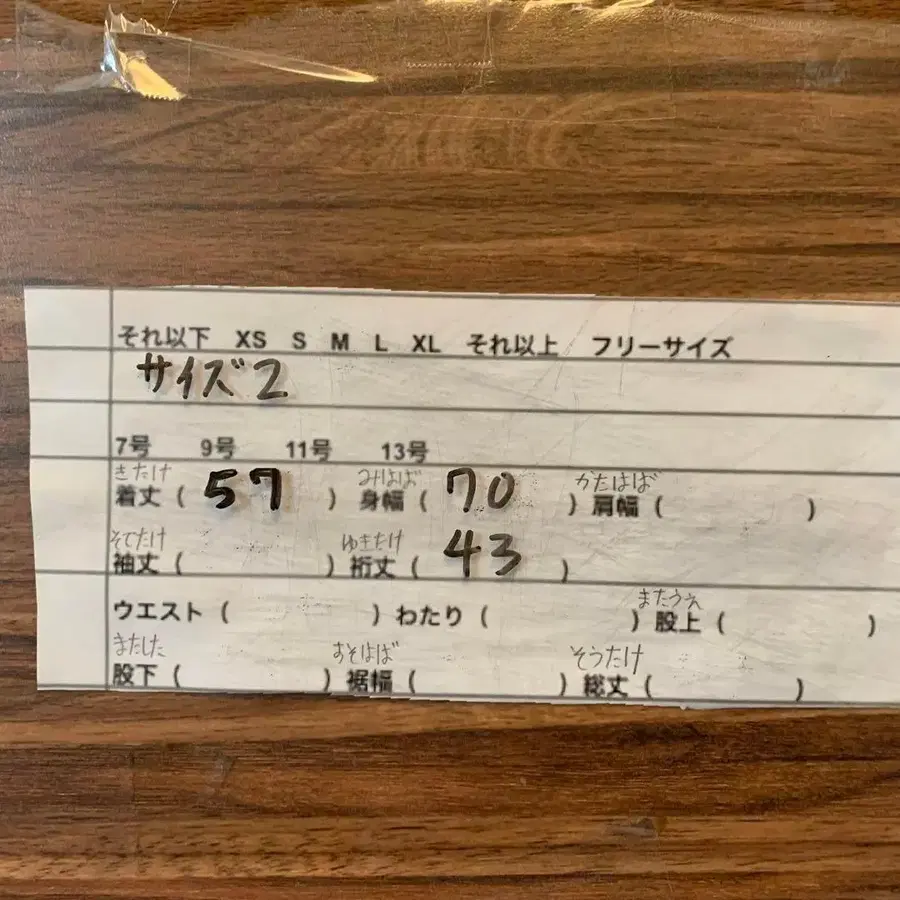 それ以下 XS S M L XL それ以上 フリーサイズ
サイズ2
7号 9号 11号 13号
きたけ みはば かたはば
着丈 ( 57 ) 身幅 ( 70 ) 肩幅 ( )
そでたけ ゆきたけ
袖丈 ( ) 裄丈 ( 43 )
またうえ
ウエスト ( ) わたり ( ) 股上 ( )
またした すそはば そうたけ
股下 ( ) 裾幅 ( ) 総丈 ( )